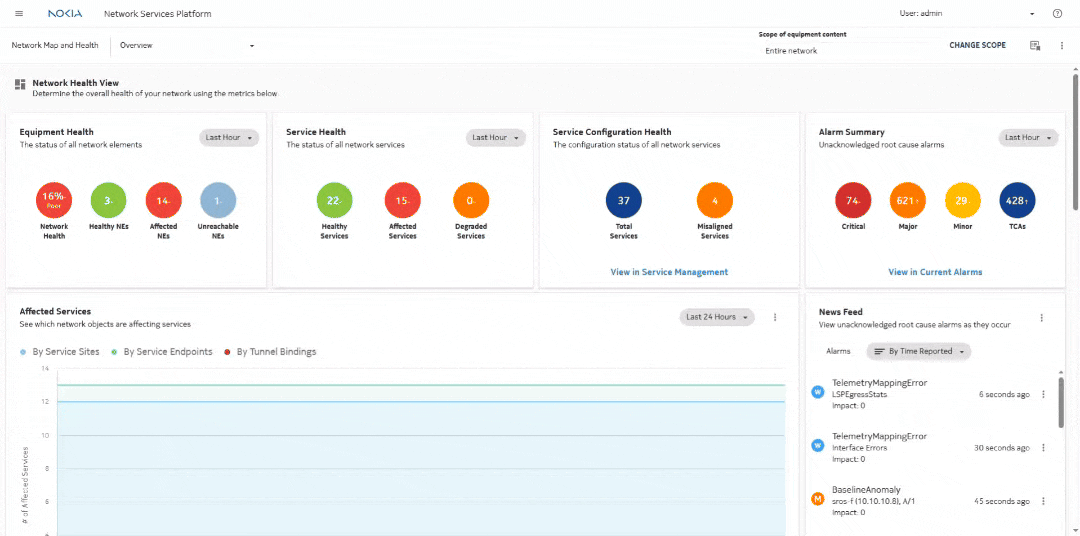 NOKIA Network Services Platform User: admin
Network Map and Health Overview
Scope of equipment content
Entire network
CHANGE SCOPE
Network Health View
Determine the overall health of your network using the metrics below.
Equipment Health
The status of all network elements
Last Hour
16%-
Poor
Network Health
3-
Healthy NEs
14-
Affected NEs
1-
Unreachable NEs
Service Health
The status of all network services
Last Hour
22-
Healthy Services
15-
Affected Services
0-
Degraded Services
Service Configuration Health
The configuration status of all network services
37
Total Services
4
Misaligned Services
View in Service Management
Alarm Summary
Unacknowledged root cause alarms
Last Hour
74-
Critical
621↑
Major
29-
Minor
428↑
TCAs
View in Current Alarms
Affected Services
See which network objects are affecting services
Last 24 Hours
By Service Sites By Service Endpoints By Tunnel Bindings
# of Affected Services
14
12
10
8
6
4
News Feed
View unacknowledged root cause alarms as they occur
Alarms By Time Reported
W
TelemetryMappingError
LSPEgressStats
Impact: 0
6 seconds ago
W
TelemetryMappingError
Interface Errors
Impact: 0
30 seconds ago
M
BaselineAnomaly
sros-f (10.10.10.8), A/1
Impact: 0
45 seconds ago